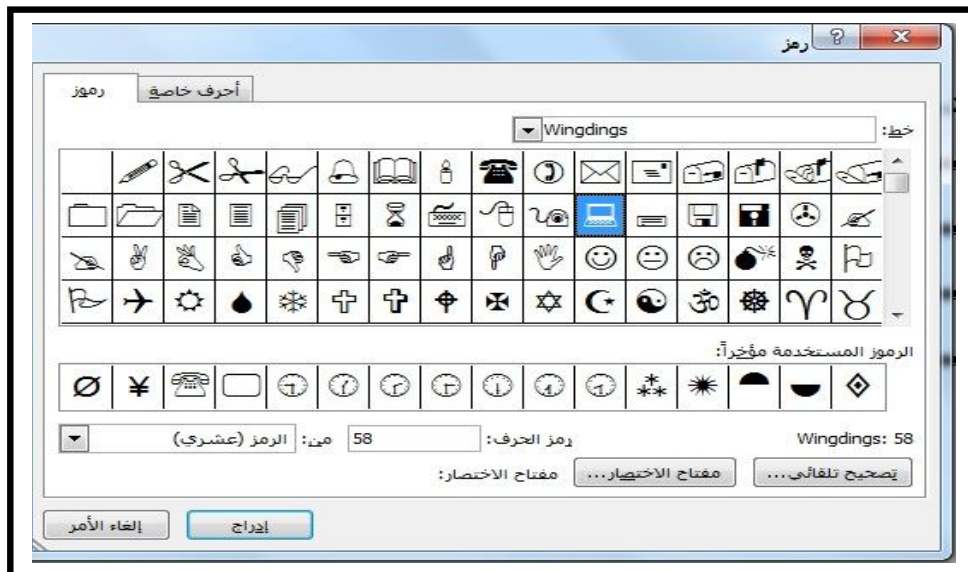 رمز
رموز
أحرف خاصة
خط: Wingdings
الرموز المستخدمة مؤخراً:
Wingdings: 58
رمز الحرف: 58 من: الرمز (عشري)
تصحيح تلقائي... مفتاح الاختصار... مفتاح الاختصار:
إدراج إلغاء الأمر